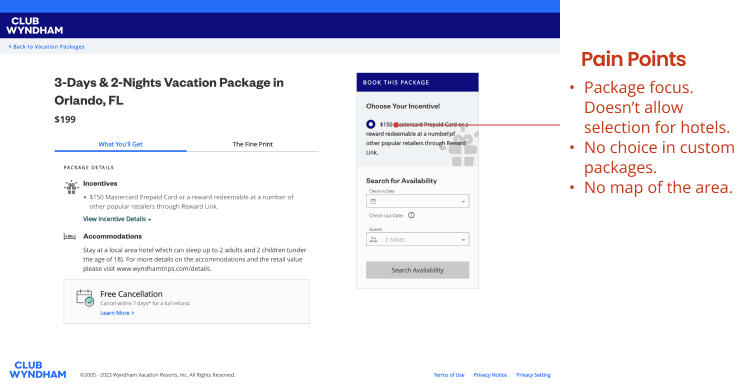 CLUB
WYNDHAM
< Back to Vacation Packages
3-Days & 2-Nights Vacation Package in
Orlando, FL
$199
What You'll Get
The Fine Print
PACKAGE DETAILS
Incentives
• $150 Mastercard Prepaid Card or a reward redeemable at a number of
other popular retailers through Reward Link.
View Incentive Details
Accommodations
Stay at a local area hotel which can sleep up to 2 adults and 2 children (under
the age of 18). For more details on the accommodations and the retail value
please visit www.wyndhamtrips.com/details.
Free Cancellation
Cancel within 7 days* for a full refund.
Learn More >
BOOK THIS PACKAGE
Choose Your Incentive!
$150 Mastercard Prepaid Card or a
reward redeemable at a number of
other popular retailers through Reward
Link.
Search for Availability
Check-in Date
Check-out Date:
Guests
2 Adults
Search Availability
Pain Points
• Package focus.
Doesn't allow
selection for hotels.
• No choice in custom
packages.
• No map of the area.
CLUB
WYNDHAM
©2005 - 2023 Wyndham Vacation Resorts, Inc. All Rights Reserved.
Terms of Use
Privacy Notice
Privacy Setting